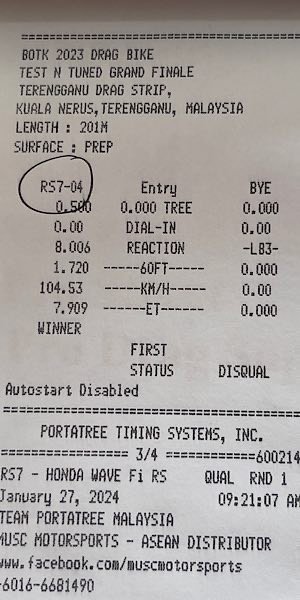 BOTK 2023 DRAG BIKE
TEST N TUNED GRAND FINALE
TERENGGANU DRAG STRIP,
KUALA NERUS,TERENGGANU, MALAYSIA
LENGTH : 201M
SURFACE : PREP
RS7-04 Entry BYE
0.500 0.000 TREE 0.000
0.00 DIAL-IN 0.00
8.006 REACTION -L83-
1.720 ------60FT----- 0.000
104.53 ------KM/H----- 0.00
7.909 ------ET------- 0.000
WINNER
FIRST
STATUS DISQUAL
Autostart Disabled
PORTATREE TIMING SYSTEMS, INC.
================== 3/4 ============600214
RS7 - HONDA WAVE Fi RS QUAL RND 1
January 27, 2024 09:21:07 AM
TEAM PORTATREE MALAYSIA
MUSC MOTORSPORTS - ASEAN DISTRIBUTOR
www.facebook.com/muscmotorsports
-6016-6681490